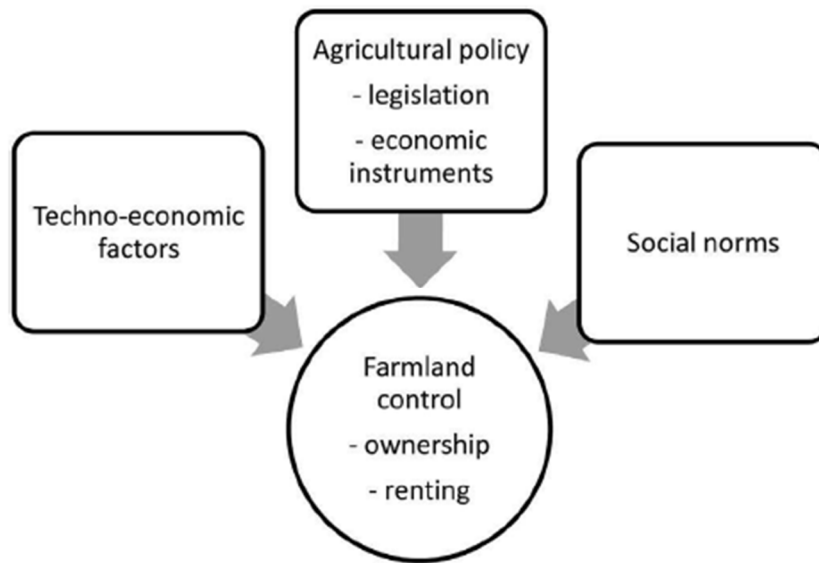 Agricultural policy
- legislation
- economic
instruments
Techno-economic
factors
Social norms
Farmland
control
- ownership
- renting